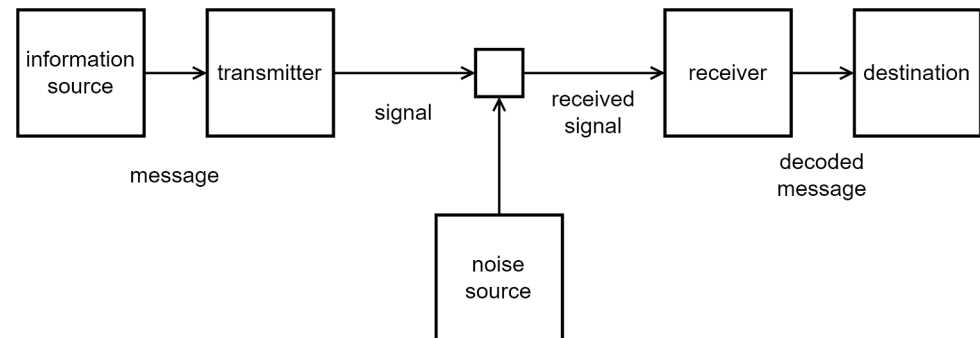 information
source
transmitter
receiver
destination
signal
received
signal
message
decoded
message
noise
source